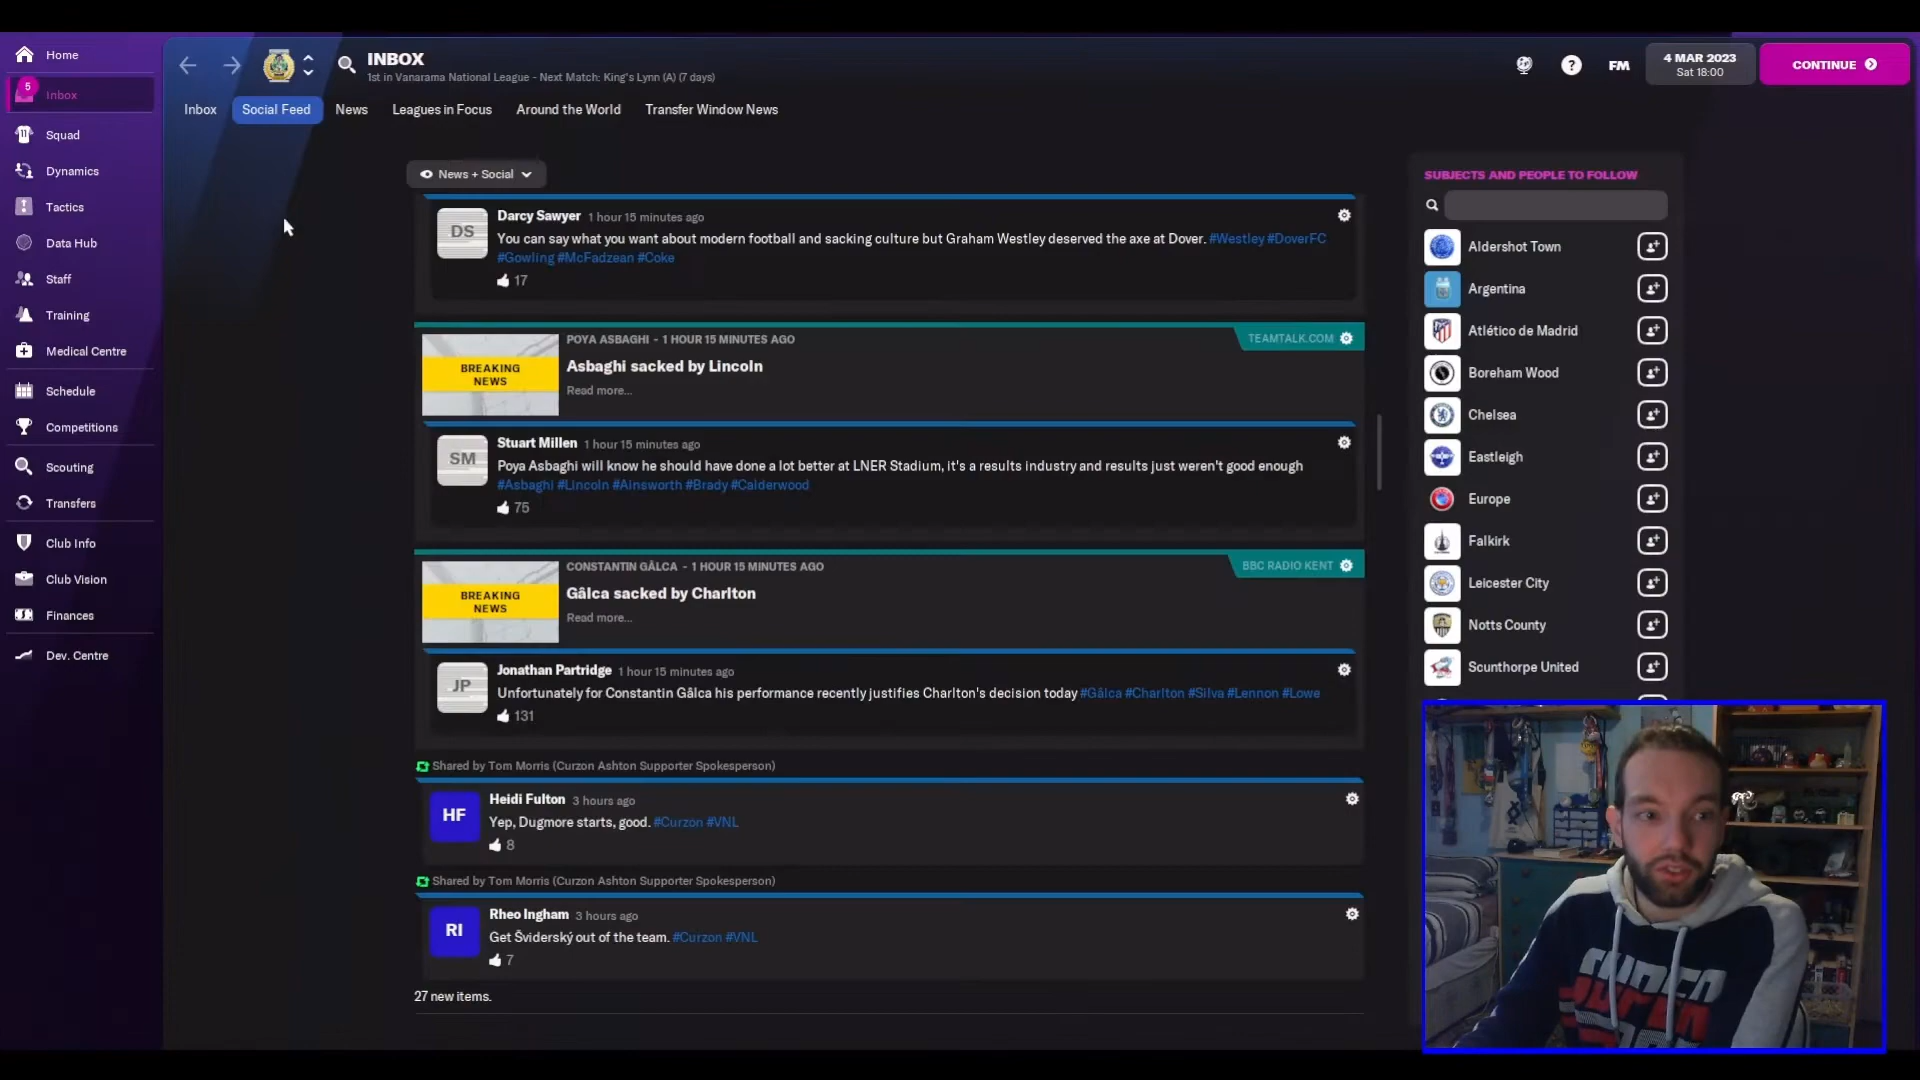 Home
5
Inbox
Squad
Dynamics
Tactics
Data Hub
Staff
Training
Medical Centre
Schedule
Competitions
Scouting
Transfers
Club Info
Club Vision
Finances
Dev. Centre
INBOX
1st in Vanarama National League - Next Match: King's Lynn (A) (7 days)
?
FM
4 MAR 2023
Sat 18:00
CONTINUE
Inbox Social Feed News Leagues in Focus Around the World Transfer Window News
News + Social
DS
Darcy Sawyer 1 hour 15 minutes ago
You can say what you want about modern football and sacking culture but Graham Westley deserved the axe at Dover. #Westley #DoverFC
#Gowling #McFadzean #Coke
17
BREAKING
NEWS
POYA ASBAGHI - 1 HOUR 15 MINUTES AGO
TEAMTALK.COM
Asbaghi sacked by Lincoln
Read more...
SM
Stuart Millen 1 hour 15 minutes ago
Poya Asbaghi will know he should have done a lot better at LNER Stadium, it's a results industry and results just weren't good enough
#Asbaghi #Lincoln #Ainsworth #Brady #Calderwood
75
BREAKING
NEWS
CONSTANTIN GÂLCA - 1 HOUR 15 MINUTES AGO
BBC RADIO KENT
Gâlca sacked by Charlton
Read more...
JP
Jonathan Partridge 1 hour 15 minutes ago
Unfortunately for Constantin Gâlca his performance recently justifies Charlton's decision today #Gâlca #Charlton #Silva #Lennon #Lowe
131
Shared by Tom Morris (Curzon Ashton Supporter Spokesperson)
HF
Heidi Fulton 3 hours ago
Yep, Dugmore starts, good. #Curzon #VNL
8
Shared by Tom Morris (Curzon Ashton Supporter Spokesperson)
RI
Rheo Ingham 3 hours ago
Get Šviderský out of the team. #Curzon #VNL
7
27 new items.
SUBJECTS AND PEOPLE TO FOLLOW
Aldershot Town
Argentina
Atlético de Madrid
Boreham Wood
Chelsea
Eastleigh
Europe
Falkirk
Leicester City
Notts County
Scunthorpe United